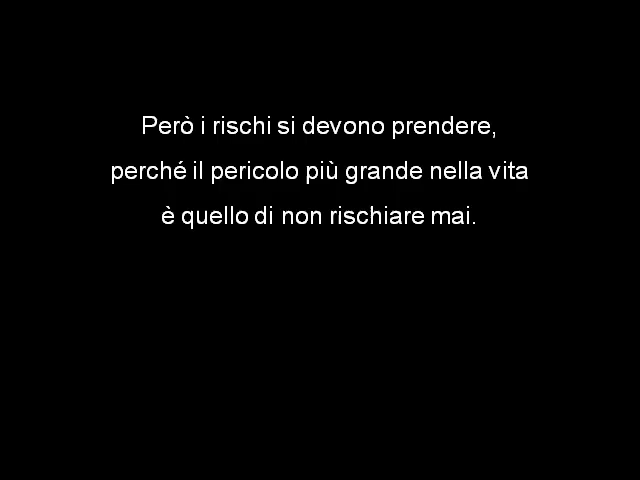 Però i rischi si devono prendere,
perché il pericolo più grande nella vita
è quello di non rischiare mai.